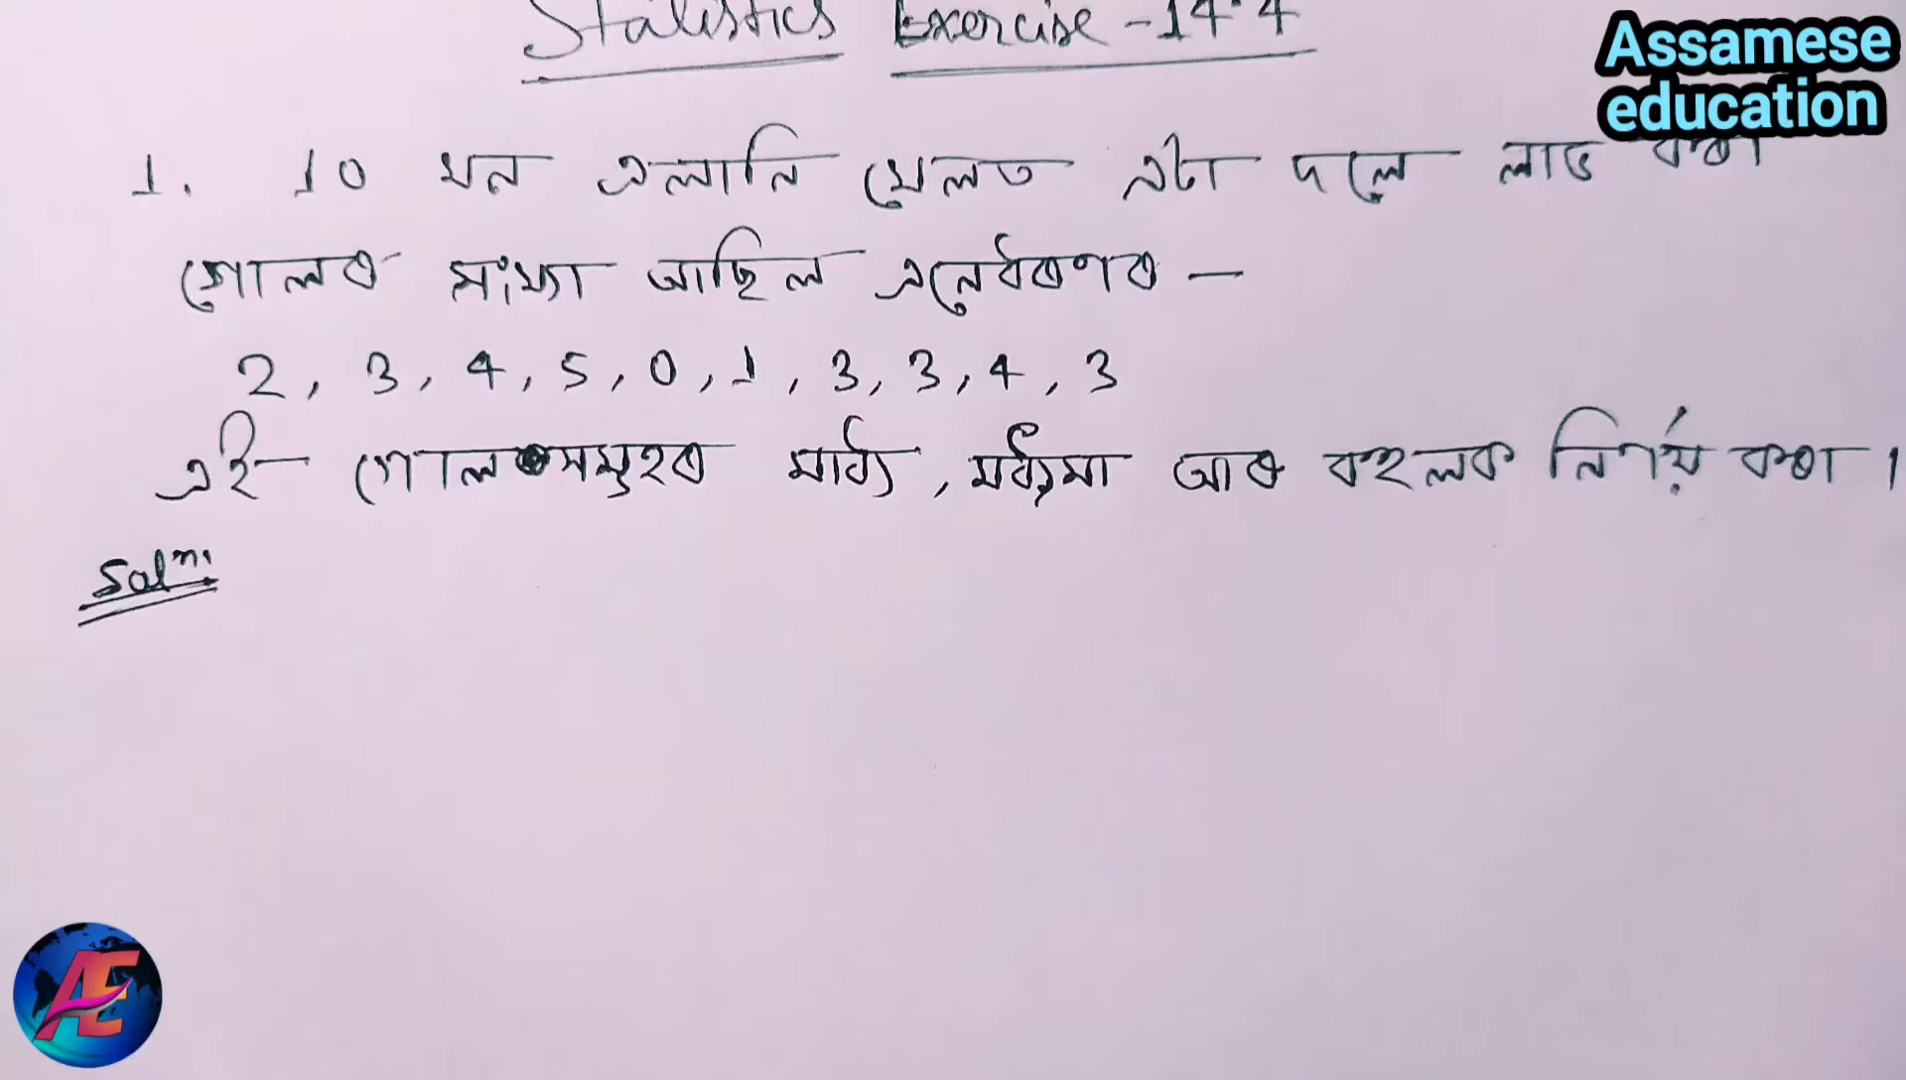 Statistics Exercise - 14.4
Assamese
education
1. 10 খন এলানি খেলত এটা দলে লাভ কৰা
গোলৰ সংখ্যা আছিল এনেধৰণৰ —
2, 3, 4, 5, 0, 1, 3, 3, 4, 3
এই গোলসমূহৰ মাধ্য, মধ্যমা আৰু বহুলক নিৰ্ণয় কৰা ।
Solⁿ:
AE